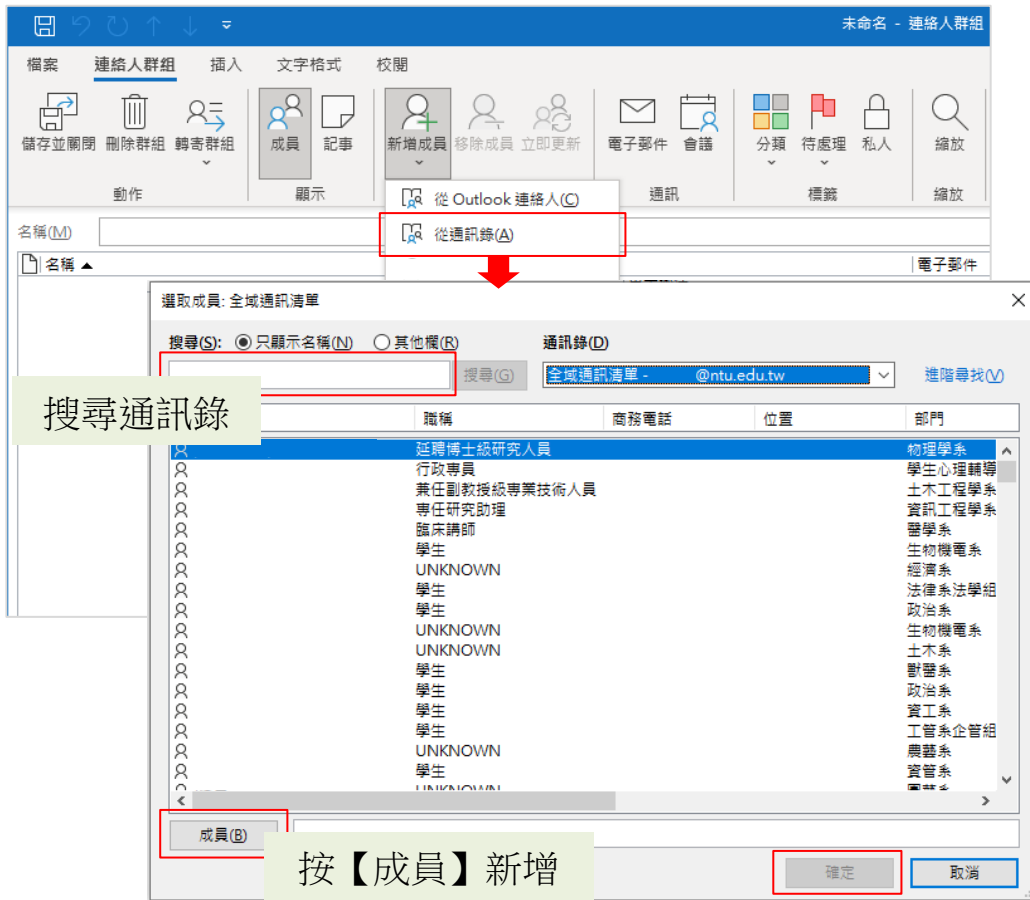 未命名 - 連絡人群組
檔案 連絡人群組 插入 文字格式 校閱
儲存並關閉 刪除群組 轉寄群組 成員 記事 新增成員 移除成員 立即更新 電子郵件 會議 分類 待處理 私人 縮放
動作 顯示 通訊 標籤 縮放
從 Outlook 連絡人(C)
從通訊錄(A)
名稱(M)
名稱 電子郵件
選取成員: 全域通訊清單
搜尋(S): 只顯示名稱(N) 其他欄(R) 通訊錄(D)
搜尋(G) 全域通訊清單 - @ntu.edu.tw 進階尋找(V)
搜尋通訊錄
職稱 商務電話 位置 部門
延聘博士級研究人員 物理學系
行政專員 學生心理輔導
兼任副教授級專業技術人員 土木工程學系
專任研究助理 資訊工程學系
臨床講師 醫學系
學生 生物機電系
UNKNOWN 經濟系
學生 法律系法學組
學生 政治系
UNKNOWN 生物機電系
UNKNOWN 土木系
學生 獸醫系
學生 政治系
學生 資工系
學生 工管系企管組
UNKNOWN 農藝系
學生 資管系
UNKNOWN
成員(B)
按【成員】新增
確定 取消